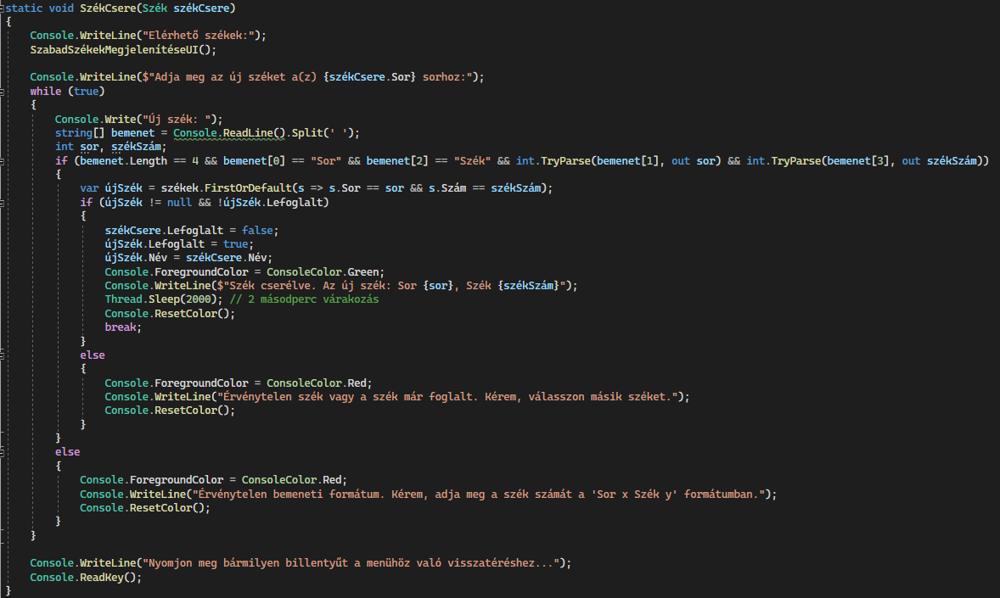 static void SzékCsere(Szék székCsere)
{
    Console.WriteLine("Elérhető székek:");
    SzabadSzékekMegjelenítéseUI();

    Console.WriteLine($"Adja meg az új széket a(z) {székCsere.Sor} sorhoz:");
    while (true)
    {
        Console.Write("Új szék: ");
        string[] bemenet = Console.ReadLine().Split(' ');
        int sor, székSzám;
        if (bemenet.Length == 4 && bemenet[0] == "Sor" && bemenet[2] == "Szék" && int.TryParse(bemenet[1], out sor) && int.TryParse(bemenet[3], out székSzám))
        {
            var újSzék = székek.FirstOrDefault(s => s.Sor == sor && s.Szám == székSzám);
            if (újSzék != null && !újSzék.Lefoglalt)
            {
                székCsere.Lefoglalt = false;
                újSzék.Lefoglalt = true;
                újSzék.Név = székCsere.Név;
                Console.ForegroundColor = ConsoleColor.Green;
                Console.WriteLine($"Szék cserélve. Az új szék: Sor {sor}, Szék {székSzám}");
                Thread.Sleep(2000); // 2 másodperc várakozás
                Console.ResetColor();
                break;
            }
            else
            {
                Console.ForegroundColor = ConsoleColor.Red;
                Console.WriteLine("Érvénytelen szék vagy a szék már foglalt. Kérem, válasszon másik széket.");
                Console.ResetColor();
            }
        }
        else
        {
            Console.ForegroundColor = ConsoleColor.Red;
            Console.WriteLine("Érvénytelen bemeneti formátum. Kérem, adja meg a szék számát a 'Sor x Szék y' formátumban.");
            Console.ResetColor();
        }
    }

    Console.WriteLine("Nyomjon meg bármilyen billentyűt a menühöz való visszatéréshez...");
    Console.ReadKey();
}